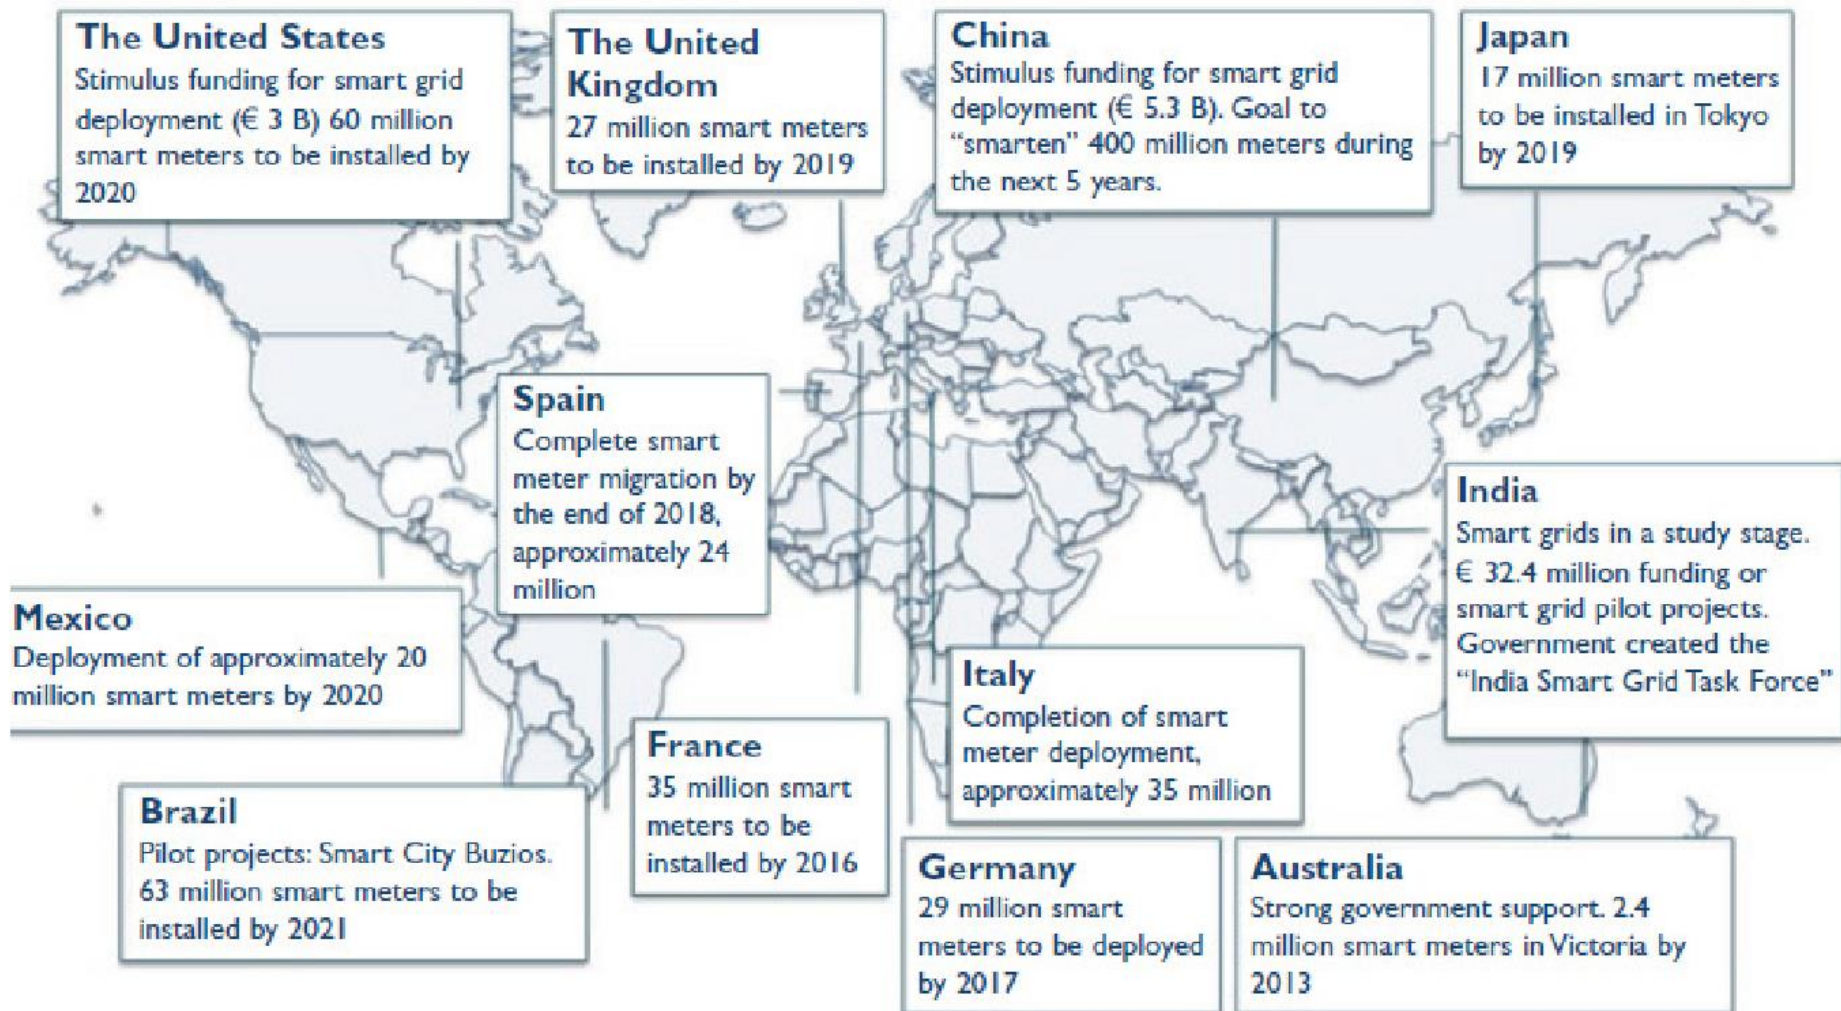 The United States
Stimulus funding for smart grid
deployment (€ 3 B) 60 million
smart meters to be installed by
2020
The United
Kingdom
27 million smart meters
to be installed by 2019
China
Stimulus funding for smart grid
deployment (€ 5.3 B). Goal to
“smarten” 400 million meters during
the next 5 years.
Japan
17 million smart meters
to be installed in Tokyo
by 2019
Spain
Complete smart
meter migration by
the end of 2018,
approximately 24
million
India
Smart grids in a study stage.
€ 32.4 million funding or
smart grid pilot projects.
Government created the
“India Smart Grid Task Force”
Mexico
Deployment of approximately 20
million smart meters by 2020
Italy
Completion of smart
meter deployment,
approximately 35 million
France
35 million smart
meters to be
installed by 2016
Brazil
Pilot projects: Smart City Buzios.
63 million smart meters to be
installed by 2021
Germany
29 million smart
meters to be deployed
by 2017
Australia
Strong government support. 2.4
million smart meters in Victoria by
2013